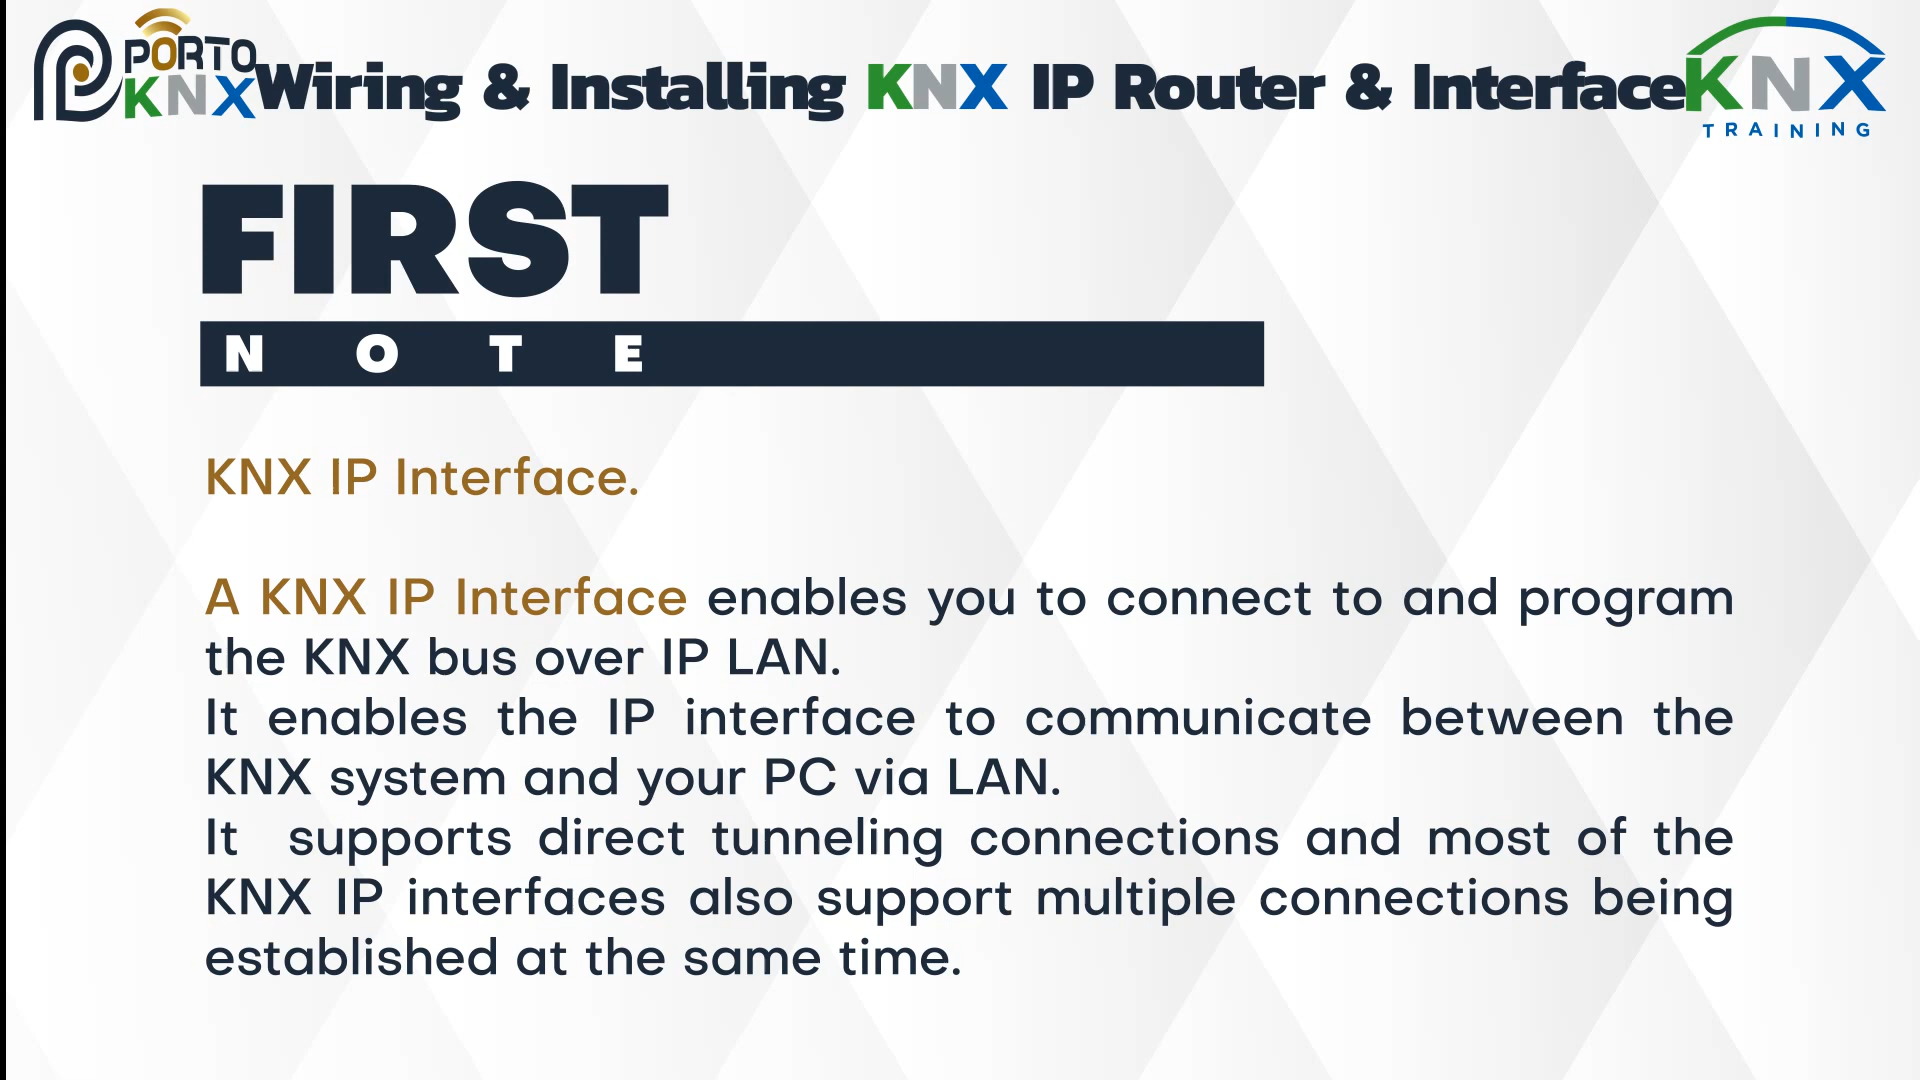 PORTO
KNX
Wiring & Installing KNX IP Router & Interface
KNX
TRAINING
FIRST
NOTE
KNX IP Interface.
A KNX IP Interface enables you to connect to and program
the KNX bus over IP LAN.
It enables the IP interface to communicate between the
KNX system and your PC via LAN.
It supports direct tunneling connections and most of the
KNX IP interfaces also support multiple connections being
established at the same time.